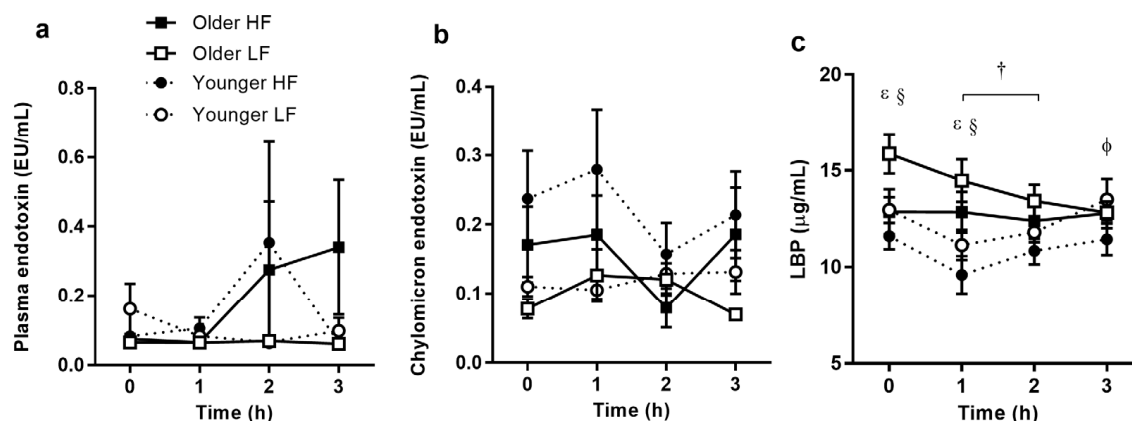 a
Older HF
Older LF
Younger HF
Younger LF
Plasma endotoxin (EU/mL)
0.8
0.6
0.4
0.2
0.0
0 1 2 3
Time (h)
b
Chylomicron endotoxin (EU/mL)
0.4
0.3
0.2
0.1
0.0
0 1 2 3
Time (h)
c
LBP (µg/mL)
20
15
10
5
†
ε §
ε §
ϕ
0 1 2 3
Time (h)